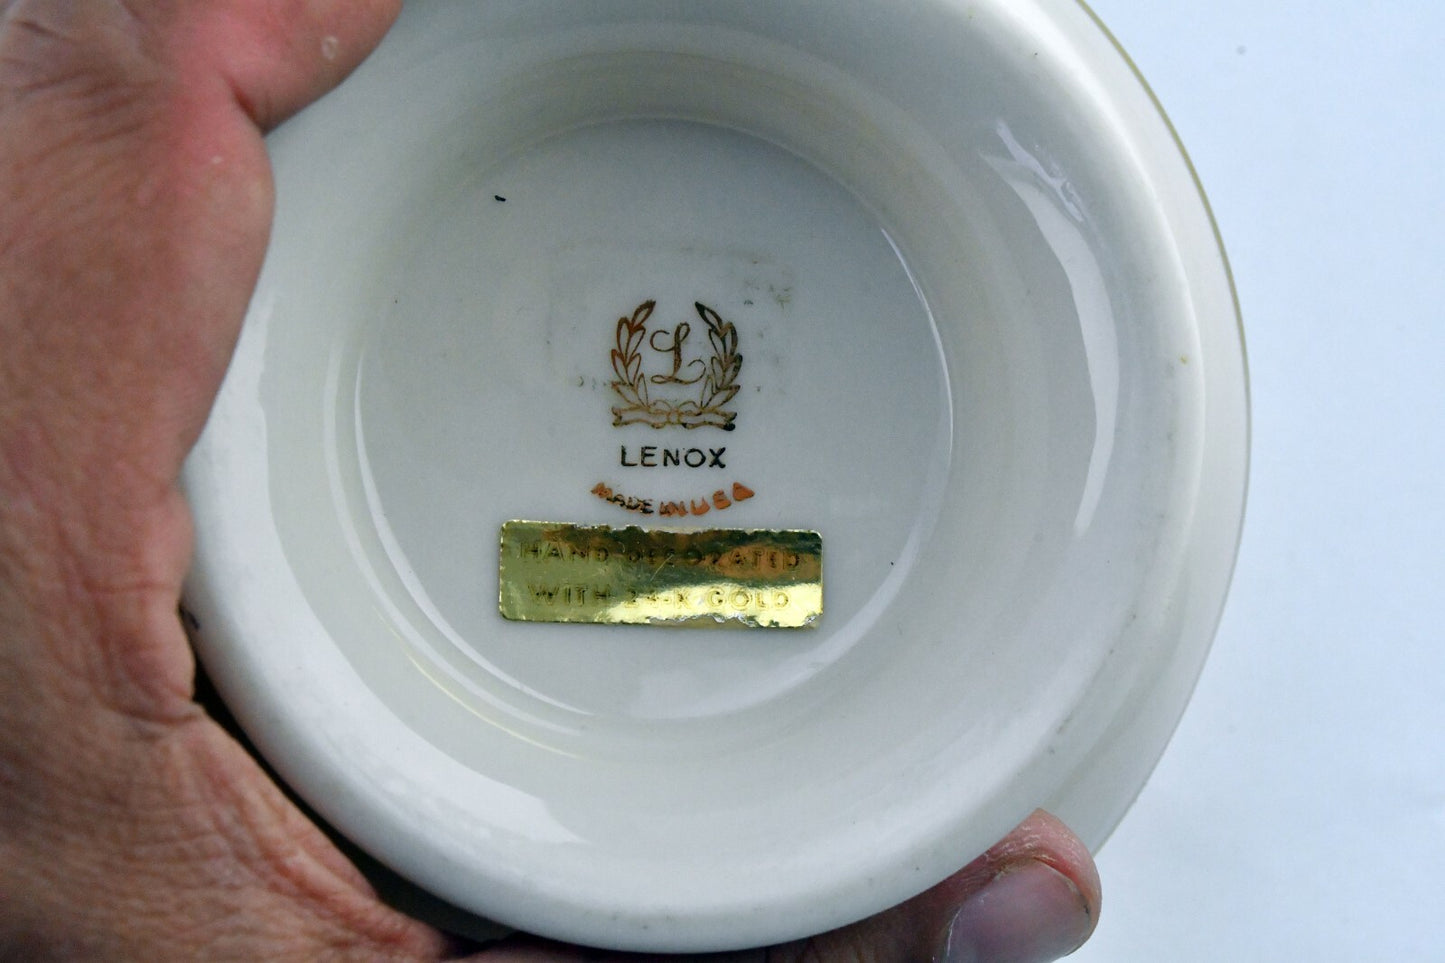 L
LENOX
MADE IN USA
HAND DECORATED
WITH 24-K GOLD